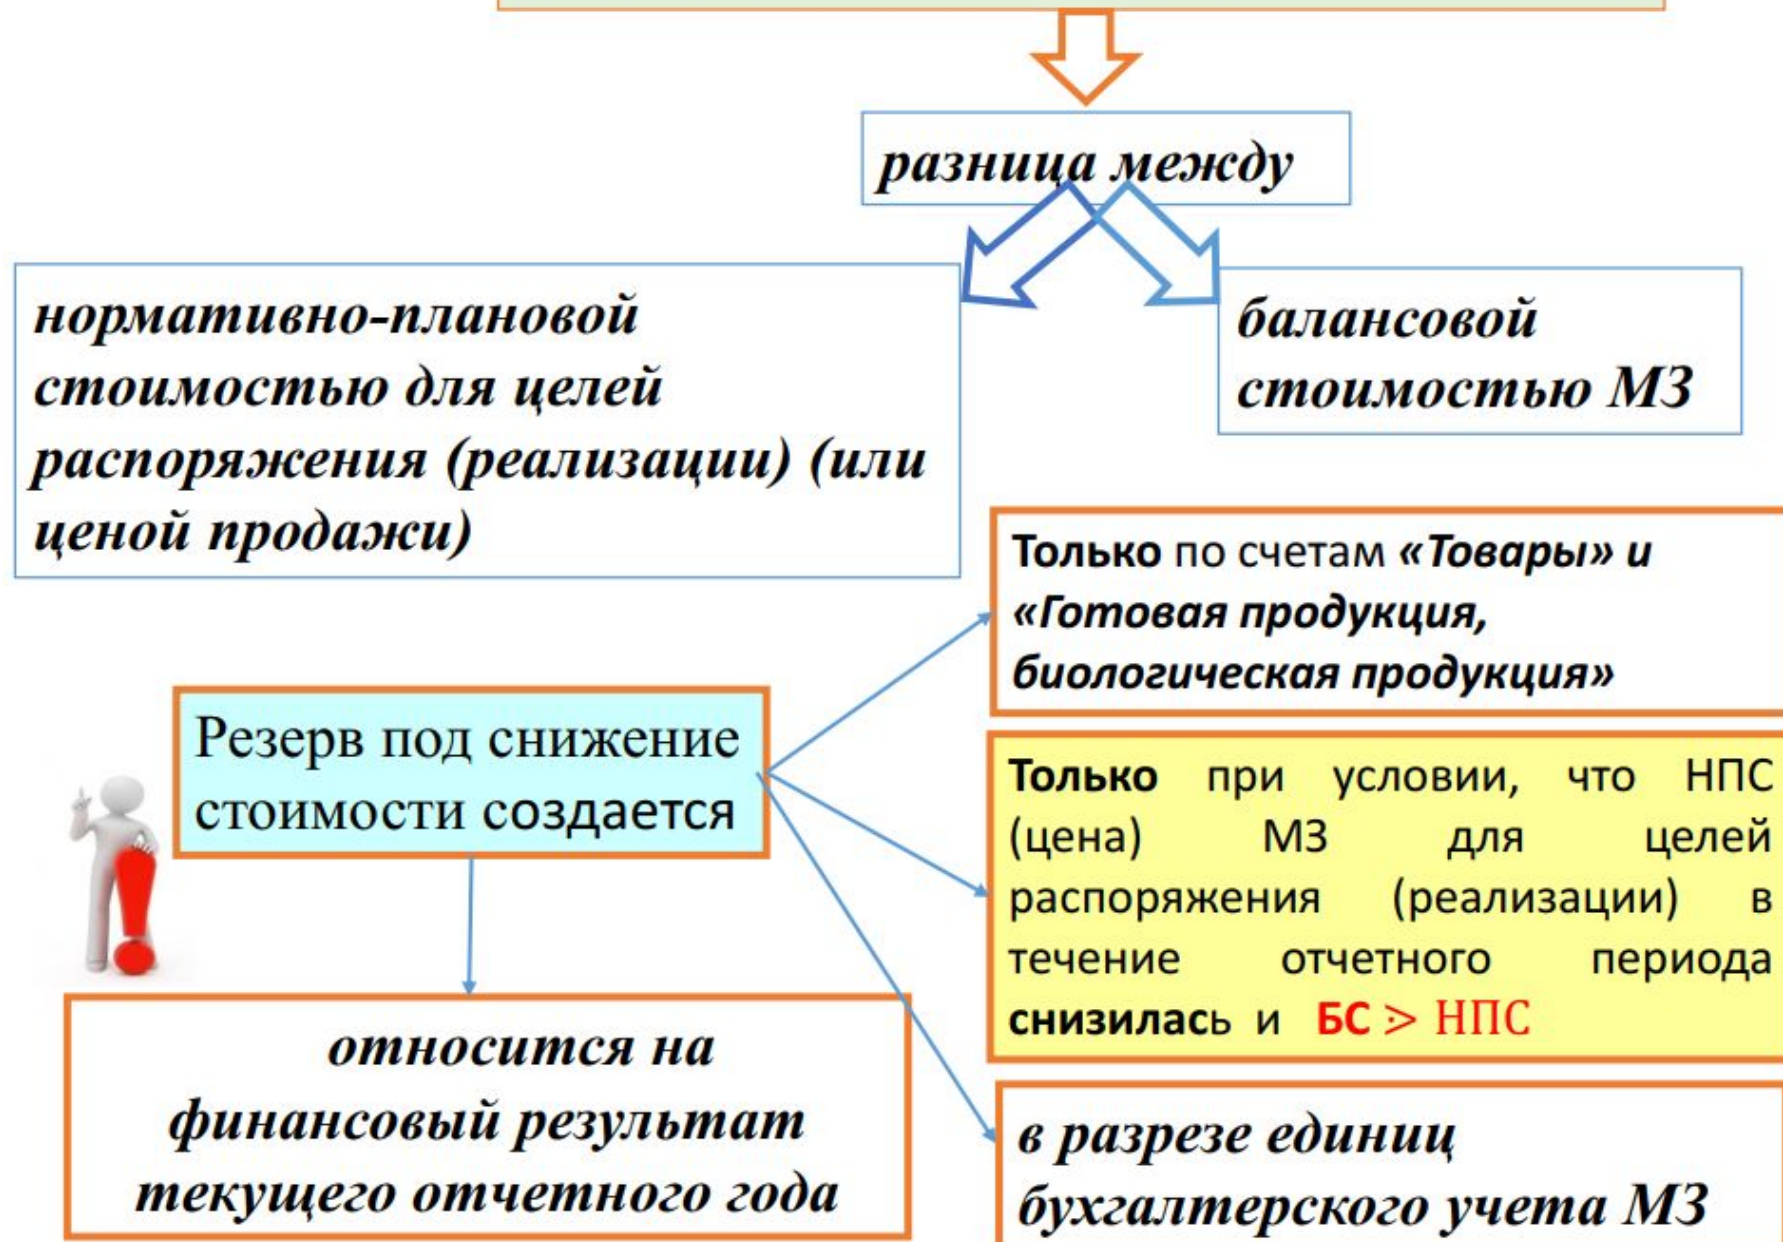 разница между
нормативно-плановой
стоимостью для целей
распоряжения (реализации) (или
ценой продажи)
балансовой
стоимостью МЗ
Только по счетам «Товары» и
«Готовая продукция,
биологическая продукция»
Резерв под снижение
стоимости создается
Только при условии, что НПС
(цена) МЗ для целей
распоряжения (реализации) в
течение отчетного периода
снизилась и БС > НПС
относится на
финансовый результат
текущего отчетного года
в разрезе единиц
бухгалтерского учета МЗ